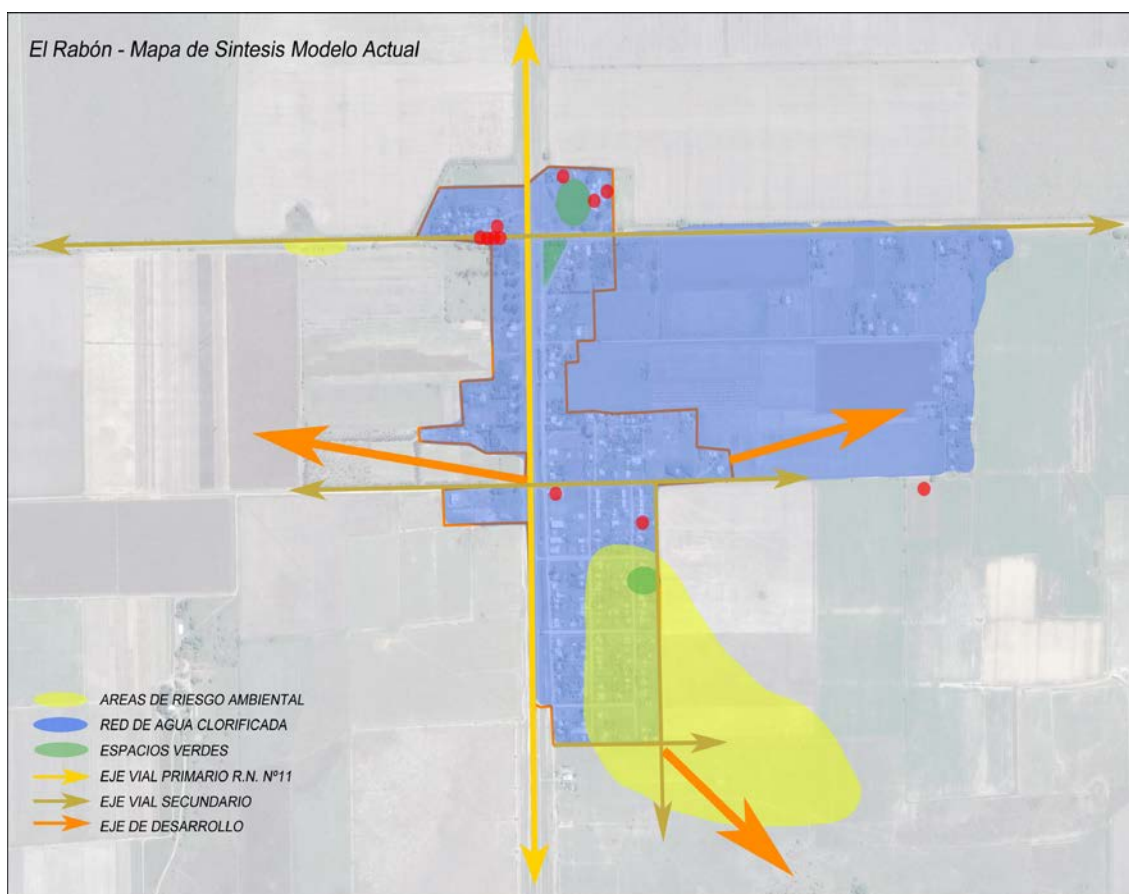 El Rabón - Mapa de Sintesis Modelo Actual
AREAS DE RIESGO AMBIENTAL
RED DE AGUA CLORIFICADA
ESPACIOS VERDES
EJE VIAL PRIMARIO R.N. Nº11
EJE VIAL SECUNDARIO
EJE DE DESARROLLO